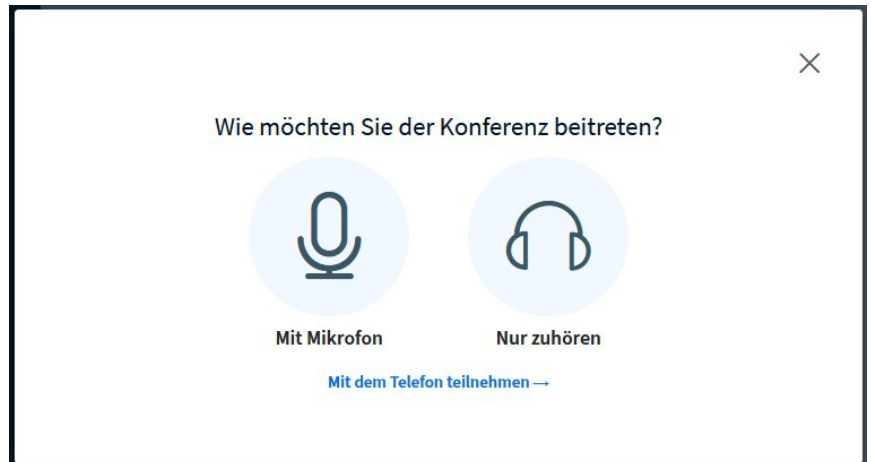 Wie möchten Sie der Konferenz beitreten?
Mit Mikrofon
Nur zuhören
Mit dem Telefon teilnehmen →